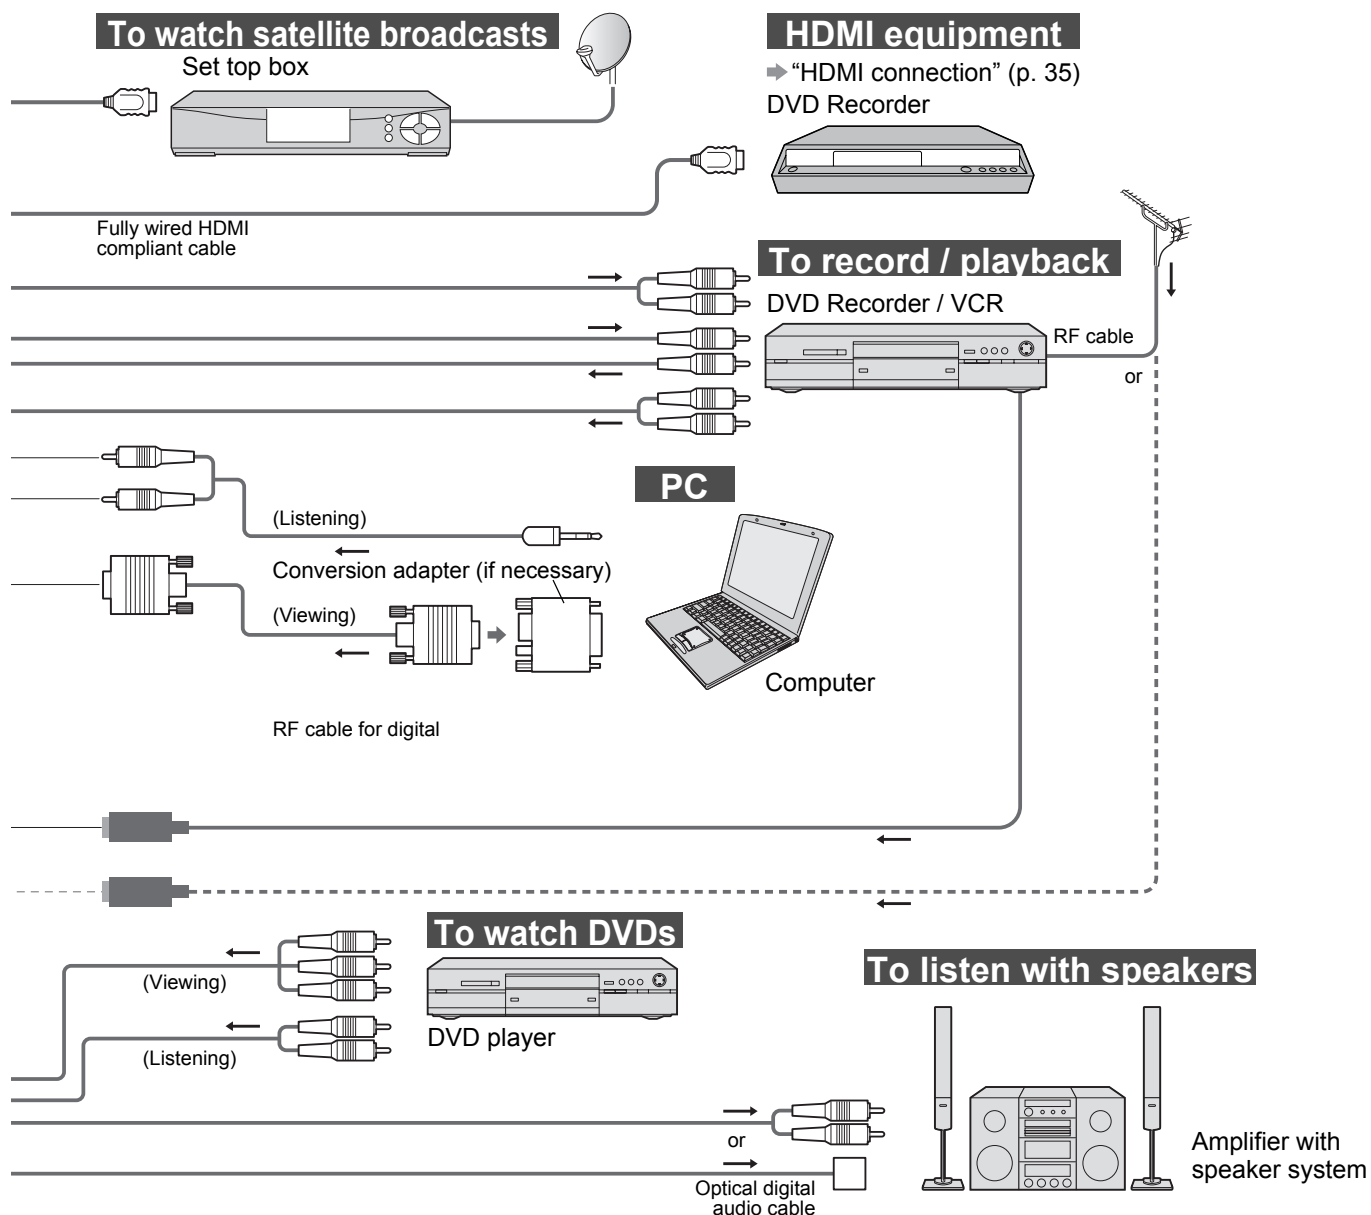 To watch satellite broadcasts
Set top box
HDMI equipment
➡ “HDMI connection” (p. 35)
DVD Recorder
Fully wired HDMI
compliant cable
To record / playback
DVD Recorder / VCR
RF cable
or
PC
(Listening)
Conversion adapter (if necessary)
(Viewing)
Computer
RF cable for digital
To watch DVDs
(Viewing)
DVD player
(Listening)
To listen with speakers
or
Amplifier with
speaker system
Optical digital
audio cable